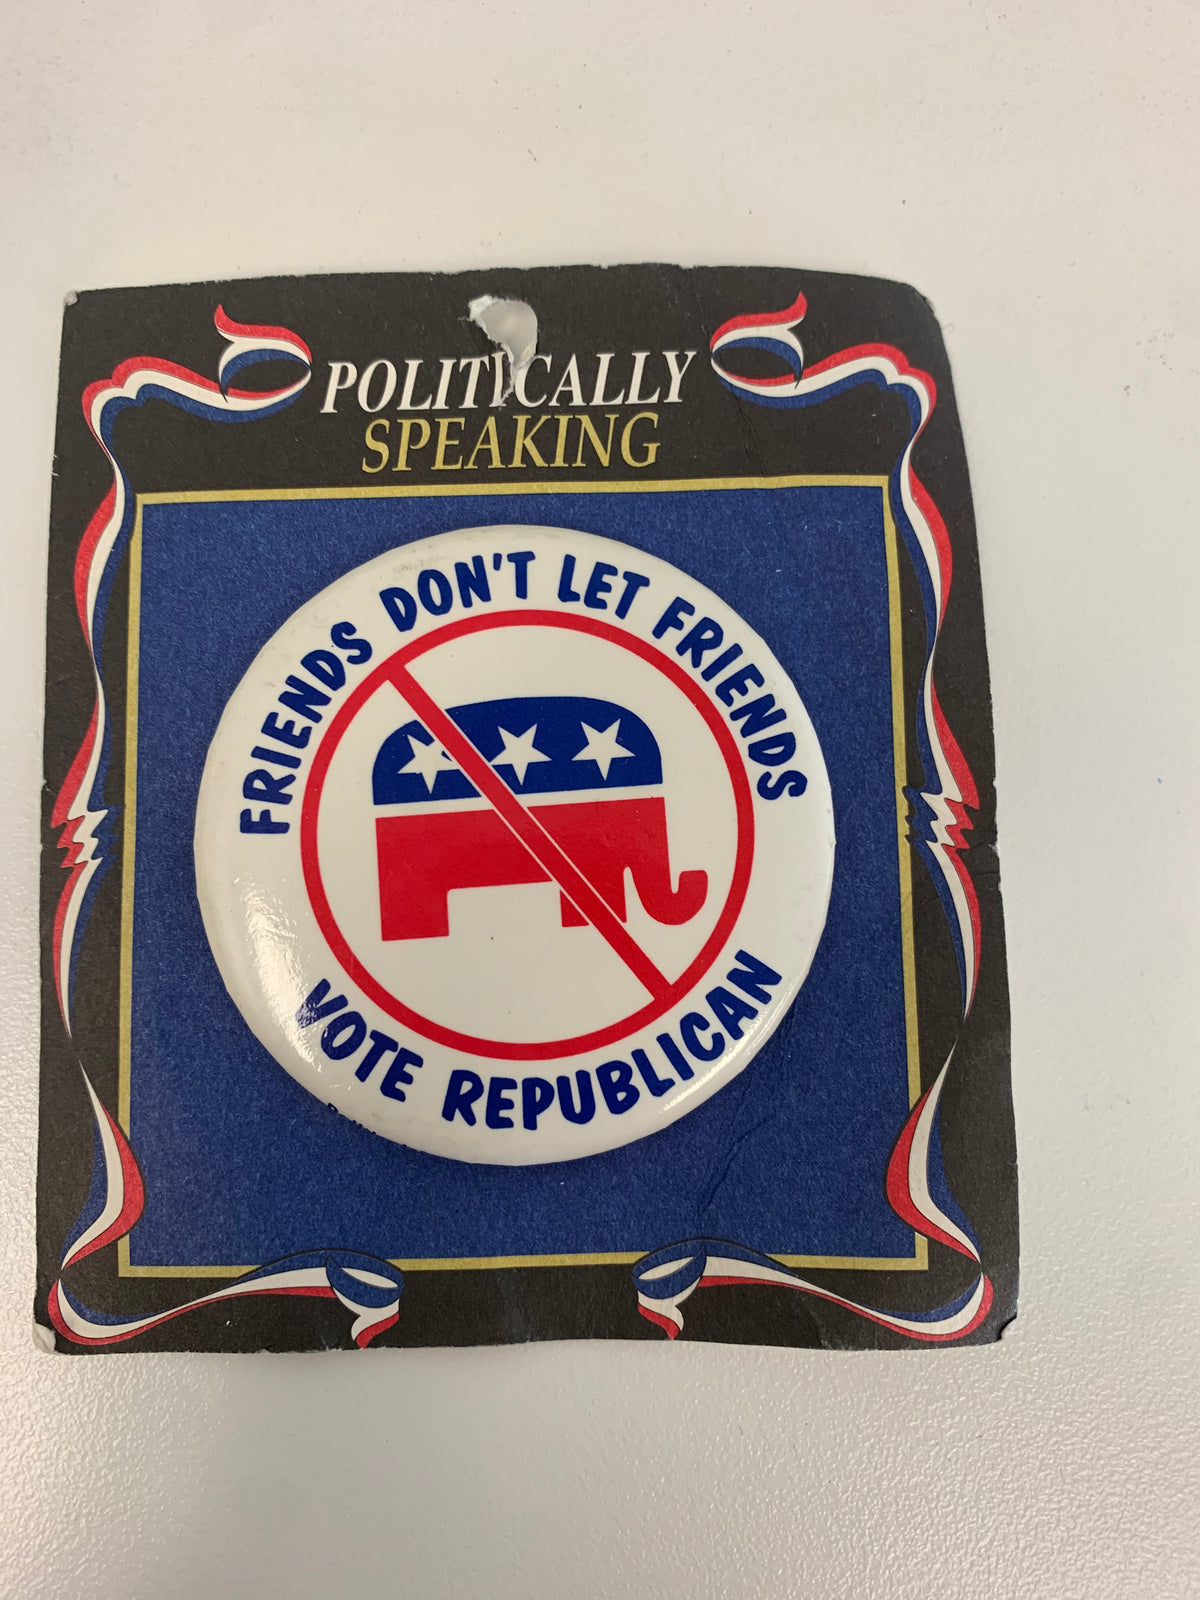 POLITICALLY
SPEAKING
FRIENDS DON'T LET FRIENDS
VOTE REPUBLICAN